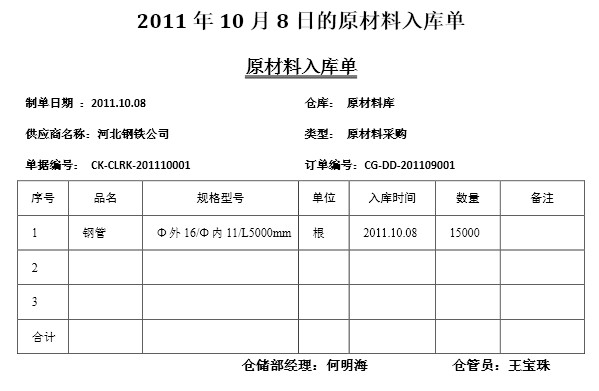 2011 年 10 月 8 日的原材料入库单
原材料入库单
制单日期 ：2011.10.08 仓库： 原材料库
供应商名称：河北钢铁公司 类型： 原材料采购
单据编号： CK-CLRK-201110001 订单编号：CG-DD-201109001
序号 品名 规格型号 单位 入库时间 数量 备注
1 钢管 Φ外 16/Φ内 11/L5000mm 根 2011.10.08 15000
2
3
合计
仓储部经理：何明海 仓管员：王宝珠